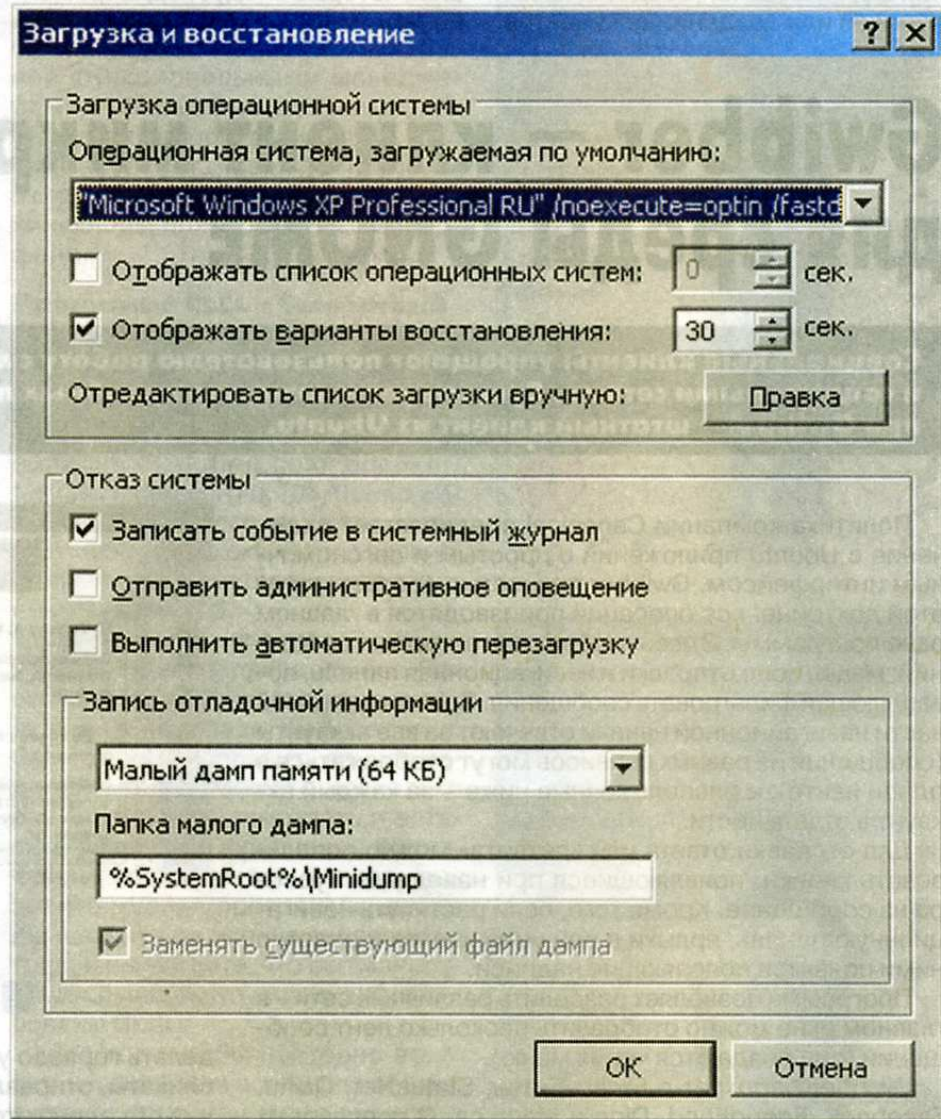 Загрузка и восстановление
Загрузка операционной системы
Операционная система, загружаемая по умолчанию:
"Microsoft Windows XP Professional RU" /noexecute=optin /fastd
Отображать список операционных систем: 0 сек.
Отображать варианты восстановления: 30 сек.
Отредактировать список загрузки вручную: Правка
Отказ системы
Записать событие в системный журнал
Отправить административное оповещение
Выполнить автоматическую перезагрузку
Запись отладочной информации
Малый дамп памяти (64 КБ)
Папка малого дампа:
%SystemRoot%\Minidump
Заменять существующий файл дампа
ОК Отмена